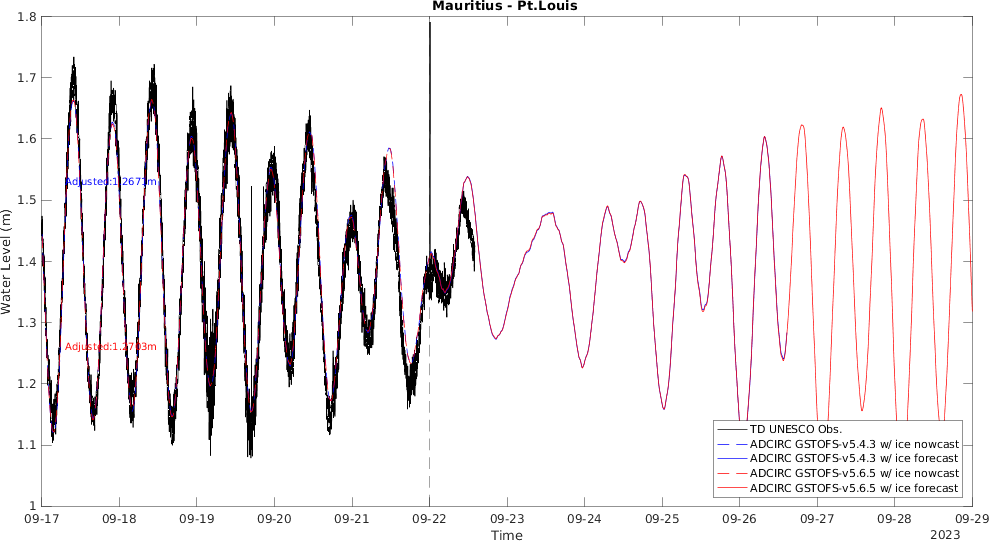 Mauritius - Pt.Louis
Water Level (m)
1.8
1.7
1.6
1.5
1.4
1.3
1.2
1.1
1
Adjusted:1.2671m
Adjusted:1.2703m
TD UNESCO Obs.
ADCIRC GSTOFS-v5.4.3 w/ ice nowcast
ADCIRC GSTOFS-v5.4.3 w/ ice forecast
ADCIRC GSTOFS-v5.6.5 w/ ice nowcast
ADCIRC GSTOFS-v5.6.5 w/ ice forecast
09-17 09-18 09-19 09-20 09-21 09-22 09-23 09-24 09-25 09-26 09-27 09-28 09-29
Time
2023